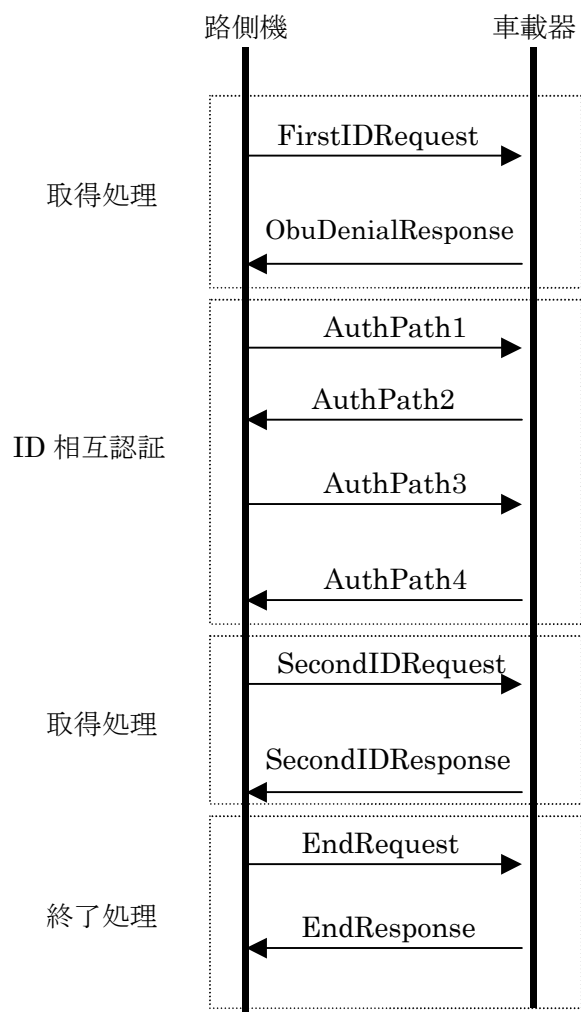 路側機
車載器
FirstIDRequest
取得処理
ObuDenialResponse
AuthPath1
AuthPath2
ID 相互認証
AuthPath3
AuthPath4
SecondIDRequest
取得処理
SecondIDResponse
EndRequest
終了処理
EndResponse